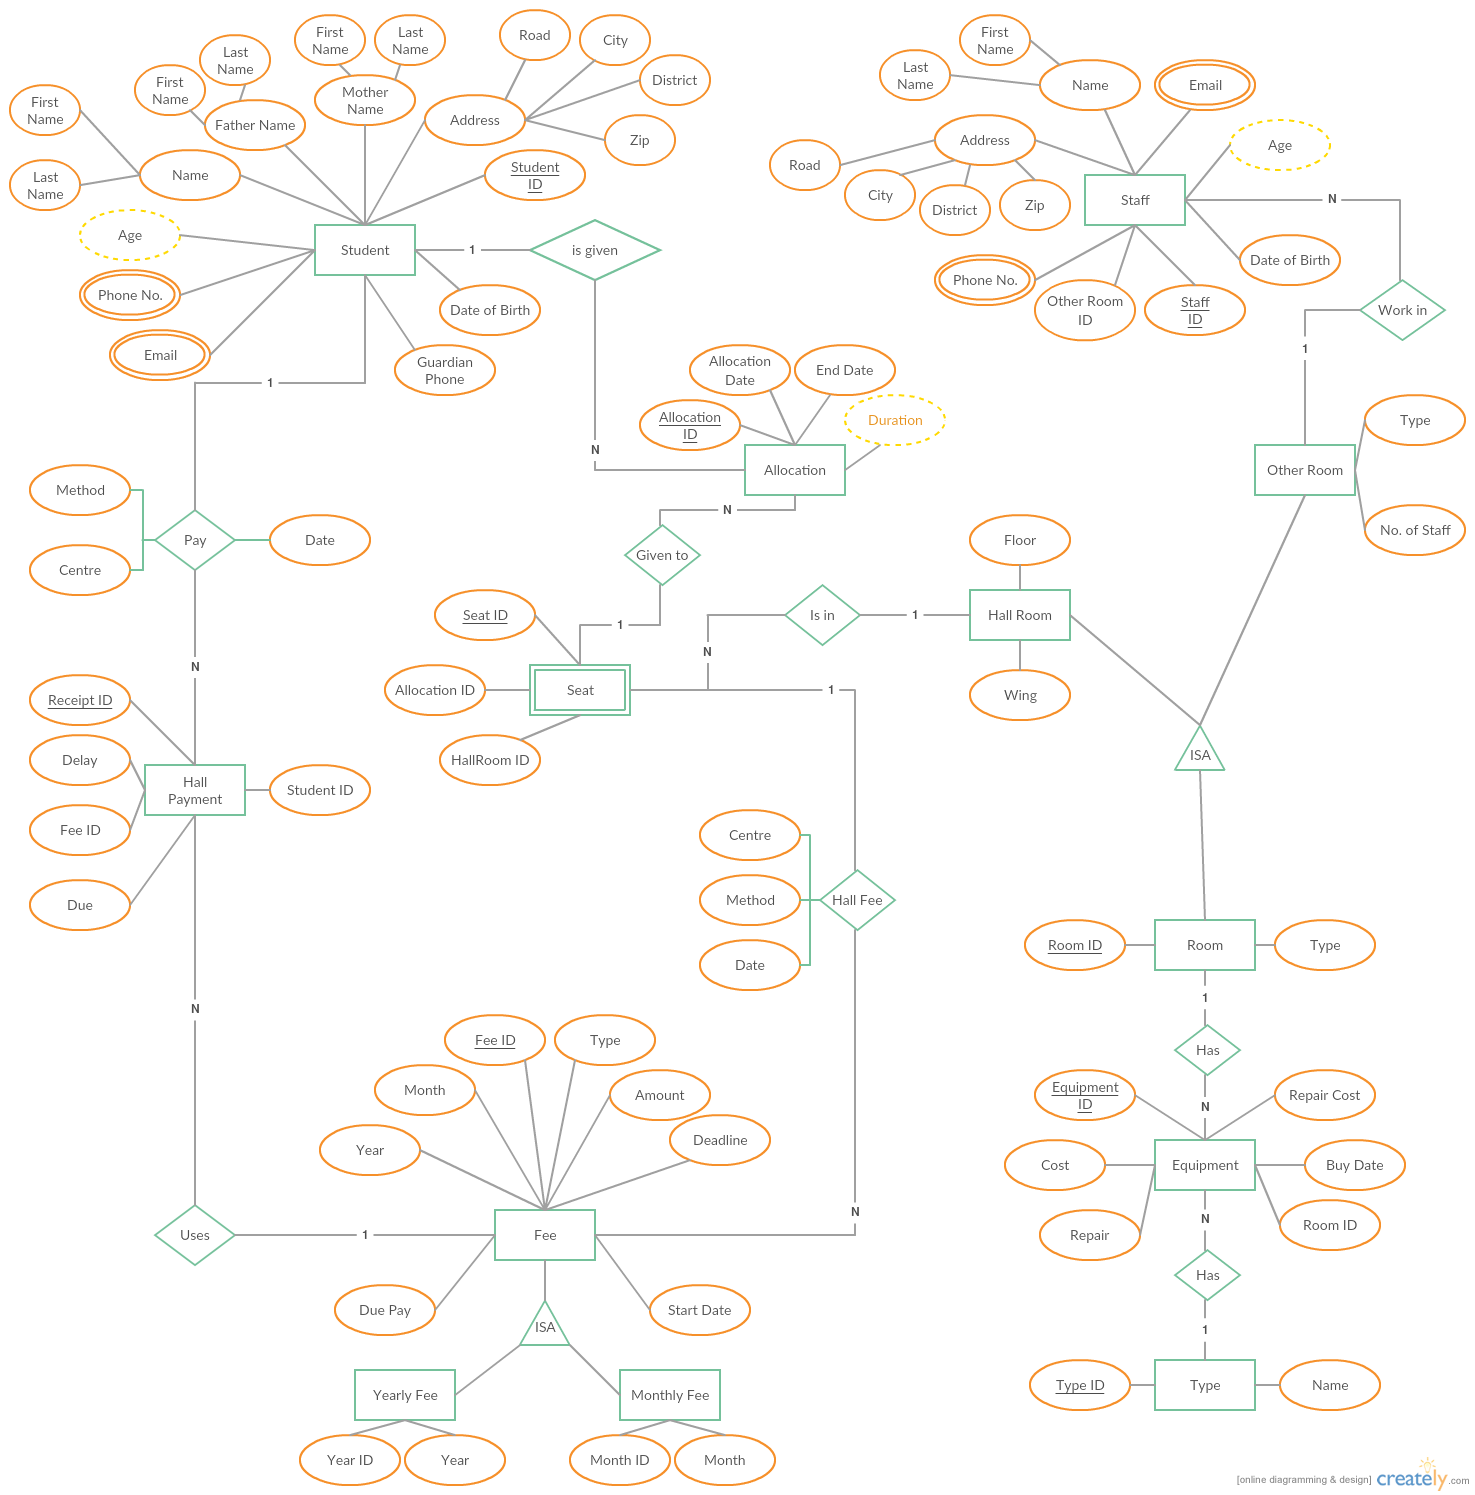 First
Name
Last
Name
Road
City
First
Name
Last
Name
First
Name
Last
Name
Mother
Name
District
Last
Name
Name
Email
First
Name
Father Name
Address
Zip
Address
Age
Last
Name
Name
Student
ID
Road
City
District
Zip
Staff
N
Age
Student
1
is given
Date of Birth
Phone No.
Date of Birth
Phone No.
Other Room
ID
Staff
ID
Work in
Email
Guardian
Phone
1
1
Allocation
Date
End Date
Allocation
ID
Duration
Type
N
Allocation
Other Room
Method
N
No. of Staff
Pay
Date
Floor
Centre
Given to
Seat ID
1
Is in
1
Hall Room
N
N
Allocation ID
Seat
1
Wing
Receipt ID
Delay
HallRoom ID
ISA
Hall
Payment
Student ID
Fee ID
Centre
Due
Method
Hall Fee
Date
Room ID
Room
Type
N
1
Fee ID
Type
Has
Month
Amount
Equipment
ID
Repair Cost
N
Year
Deadline
Cost
Equipment
Buy Date
N
N
Uses
1
Fee
Repair
Room ID
Has
Due Pay
ISA
Start Date
1
Yearly Fee
Monthly Fee
Type ID
Type
Name
Year ID
Year
Month ID
Month
[online diagramming & design] creately.com